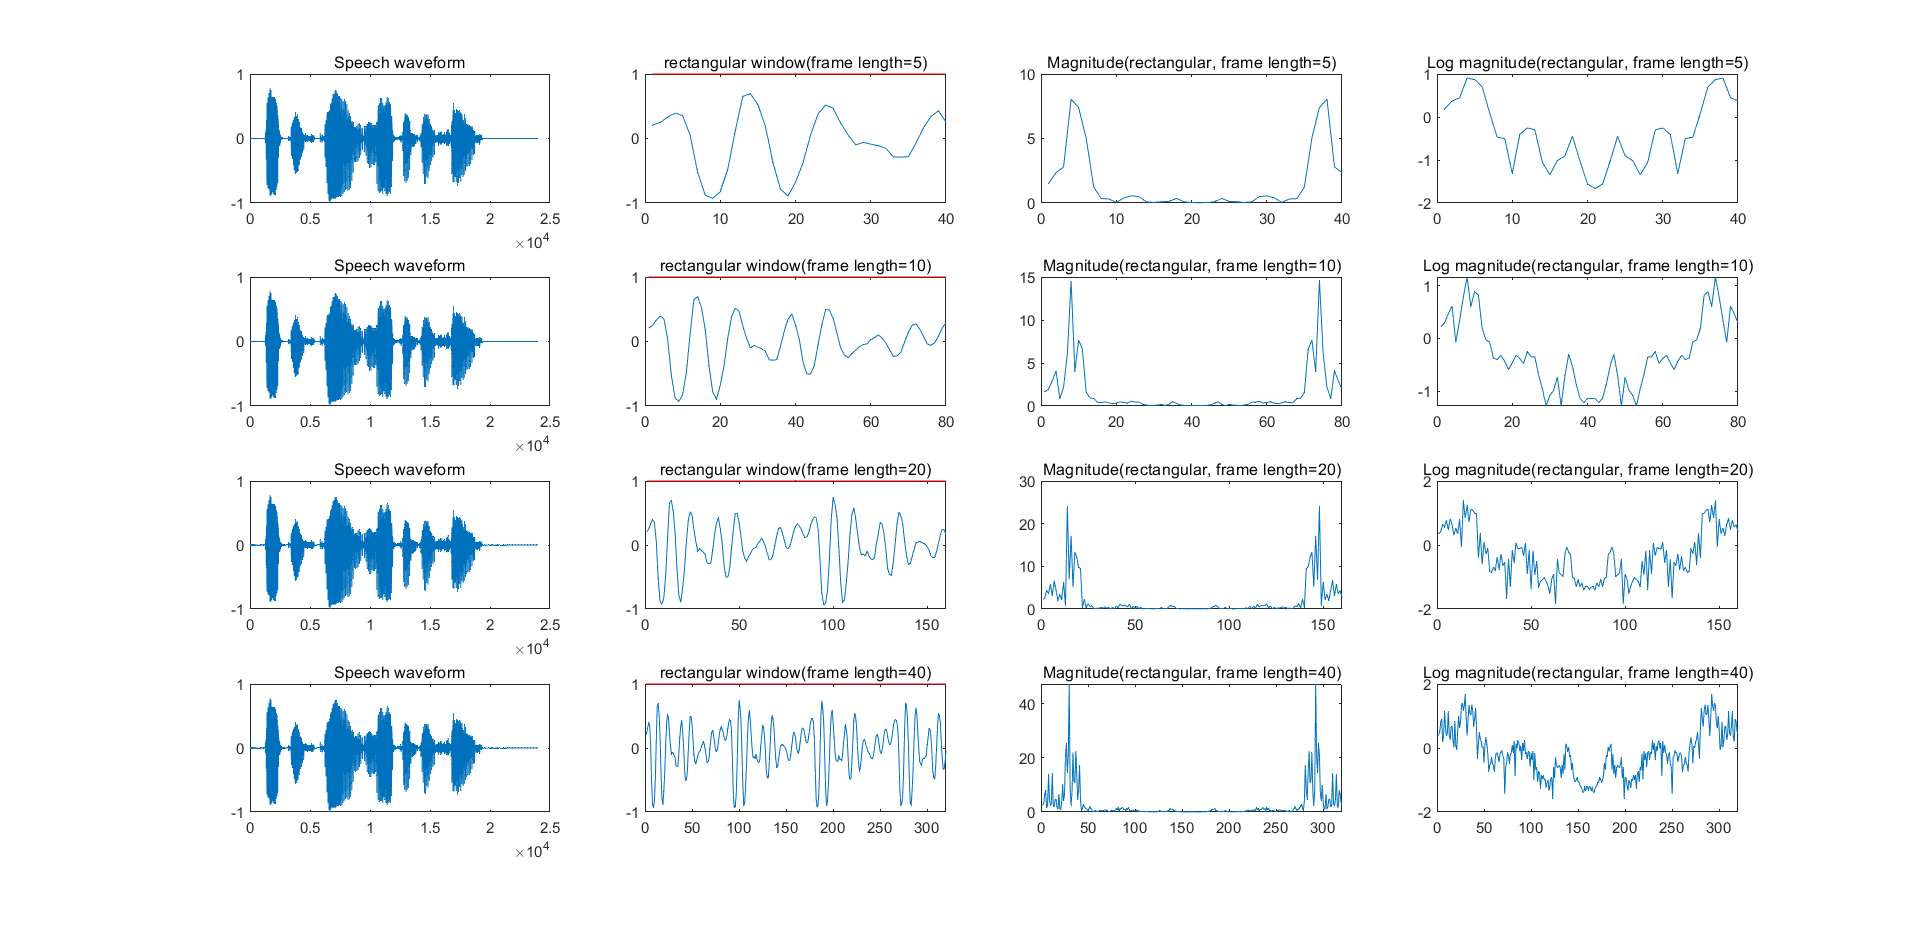 Speech waveform
1
0
-1
0 0.5 1 1.5 2 2.5
×10^4
rectangular window(frame length=5)
1
0
-1
0 10 20 30 40
Magnitude(rectangular, frame length=5)
10
5
0
0 10 20 30 40
Log magnitude(rectangular, frame length=5)
1
0
-1
-2
0 10 20 30 40
Speech waveform
1
0
-1
0 0.5 1 1.5 2 2.5
×10^4
rectangular window(frame length=10)
1
0
-1
0 20 40 60 80
Magnitude(rectangular, frame length=10)
15
10
5
0
0 20 40 60 80
Log magnitude(rectangular, frame length=10)
1
0
-1
0 20 40 60 80
Speech waveform
1
0
-1
0 0.5 1 1.5 2 2.5
×10^4
rectangular window(frame length=20)
1
0
-1
0 50 100 150
Magnitude(rectangular, frame length=20)
30
20
10
0
0 50 100 150
Log magnitude(rectangular, frame length=20)
2
0
-2
0 50 100 150
Speech waveform
1
0
-1
0 0.5 1 1.5 2 2.5
×10^4
rectangular window(frame length=40)
1
0
-1
0 50 100 150 200 250 300
Magnitude(rectangular, frame length=40)
40
20
0
0 50 100 150 200 250 300
Log magnitude(rectangular, frame length=40)
2
0
-2
0 50 100 150 200 250 300